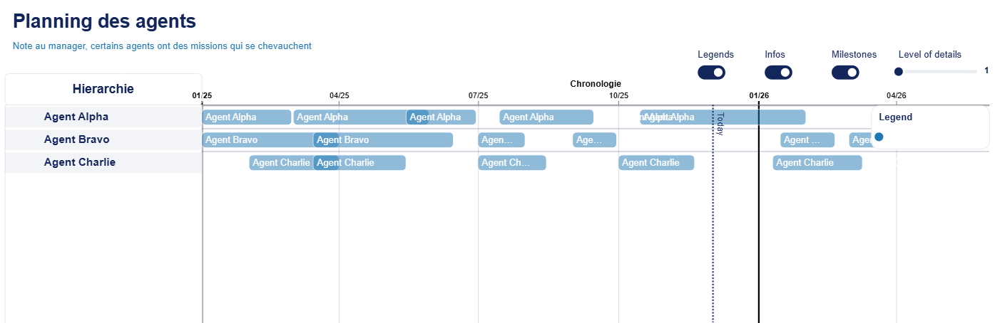 Planning des agents
Note au manager, certains agents ont des missions qui se chevauchent
Legends Infos Milestones Level of details
1
Chronologie
Hierarchie
01/25 04/25 07/25 10/25 01/26 04/26
Agent Alpha Agent Alpha Agent Alpha Agent Alpha Agent Alpha Alpha
Today
Legend
Agent Bravo Agent Bravo Agent Bravo Agen... Age... Agent ... Age
Agent Charlie Agent Charlie Agent Charlie Agent Ch... Agent Charlie Agent Charlie